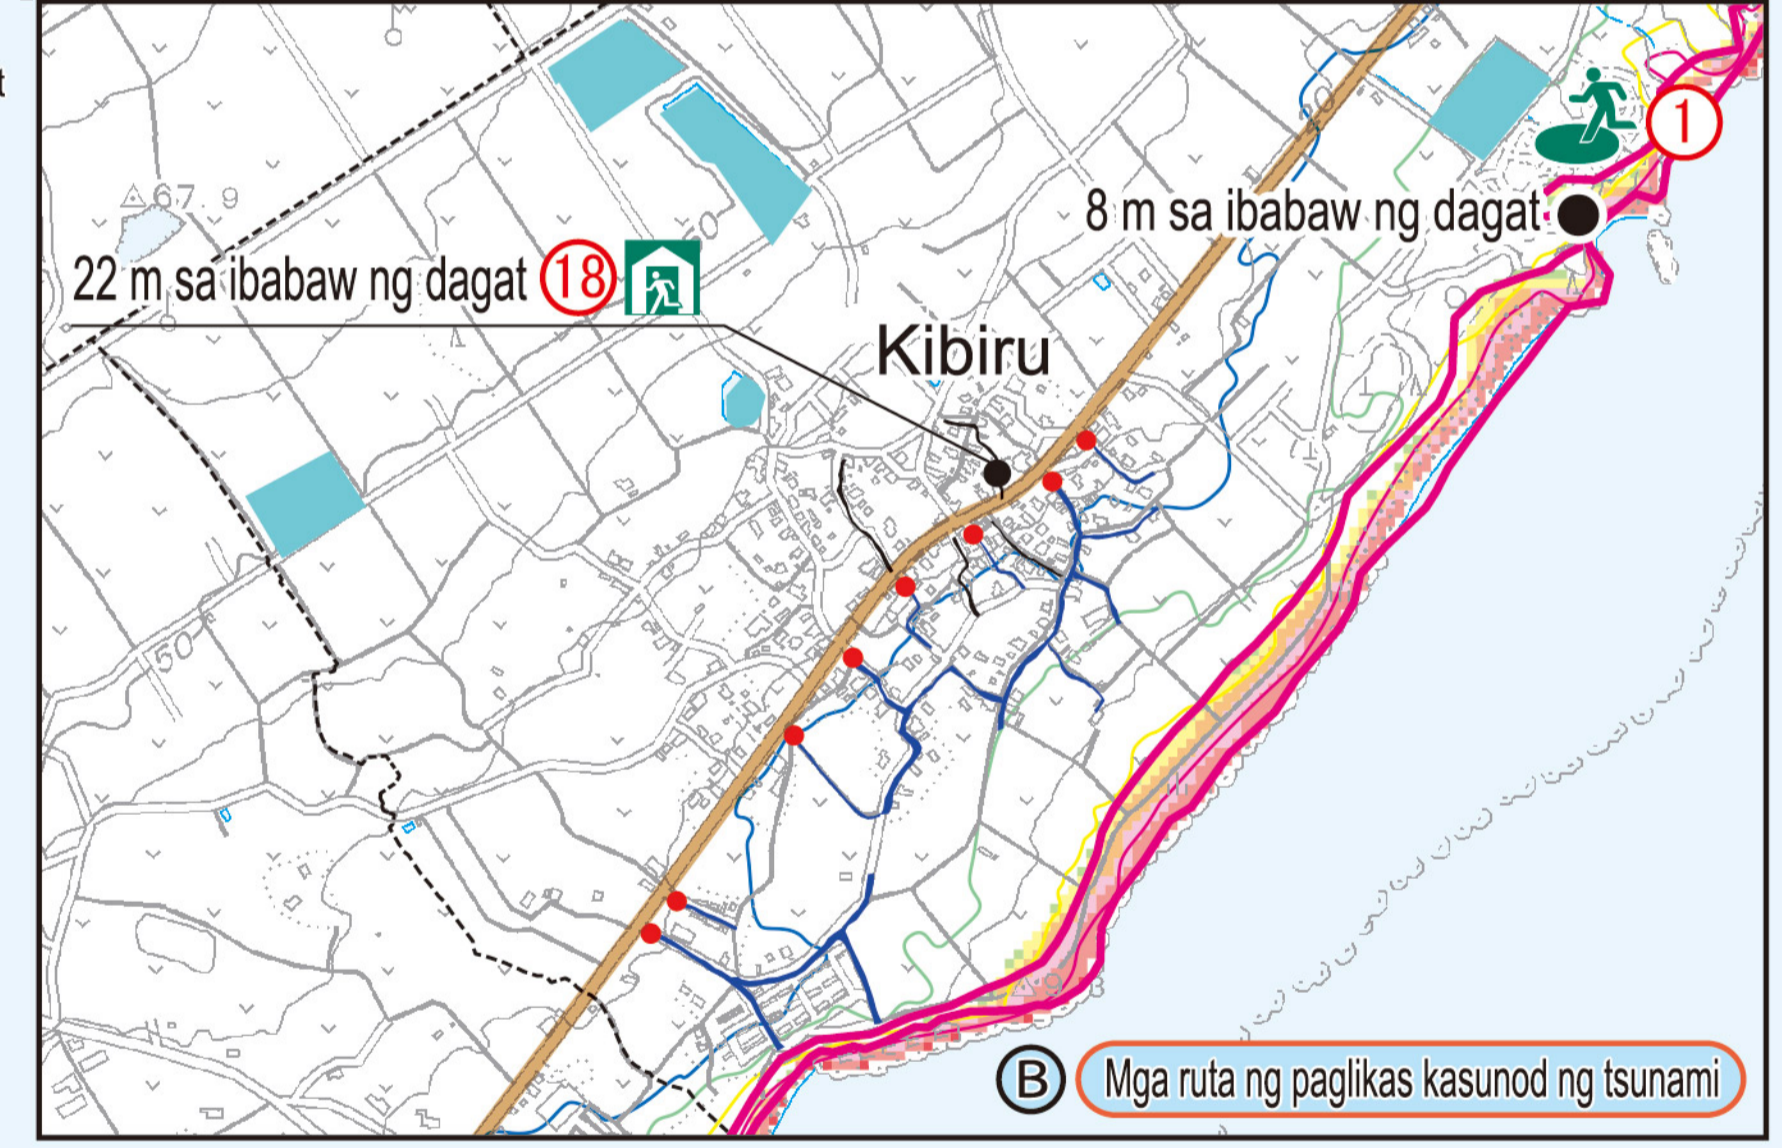 t
20
1
67.9
50
8 m sa ibabaw ng dagat
22 m sa ibabaw ng dagat 18
Kibiru
50
B Mga ruta ng paglikas kasunod ng tsunami